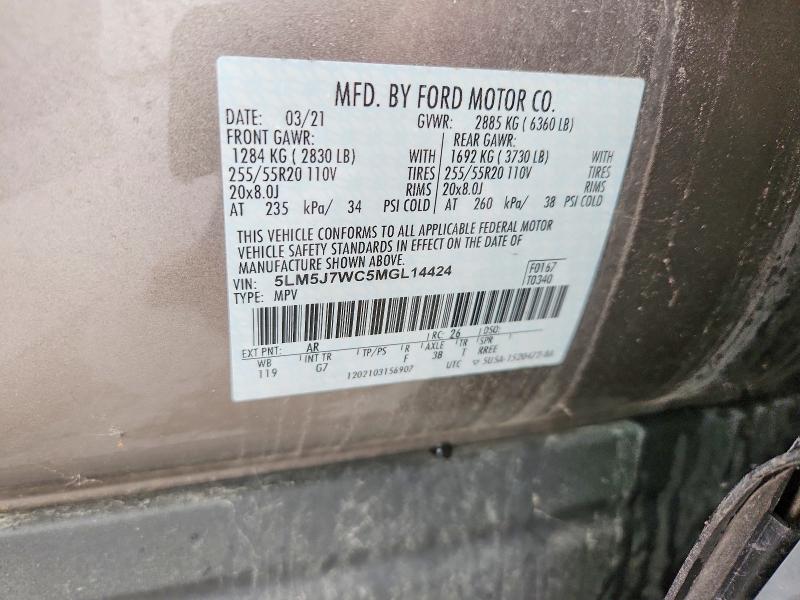 MFD. BY FORD MOTOR CO.
DATE: 03/21 GVWR: 2885 KG ( 6360 LB)
FRONT GAWR: REAR GAWR:
1284 KG ( 2830 LB) WITH 1692 KG ( 3730 LB) WITH
255/55R20 110V TIRES 255/55R20 110V TIRES
20x8.0J RIMS 20x8.0J RIMS
AT 235 kPa/ 34 PSI COLD AT 260 kPa/ 38 PSI COLD
THIS VEHICLE CONFORMS TO ALL APPLICABLE FEDERAL MOTOR
VEHICLE SAFETY STANDARDS IN EFFECT ON THE DATE OF
MANUFACTURE SHOWN ABOVE.
VIN: 5LM5J7WC5MGL14424 F0167
TYPE: MPV T0340
EXT PNT: AR RC: 26 DSO:
WB INT TR TP/PS R AXLE TR SPR
119 G7 F 3B T RREE
1202103156907 UTC